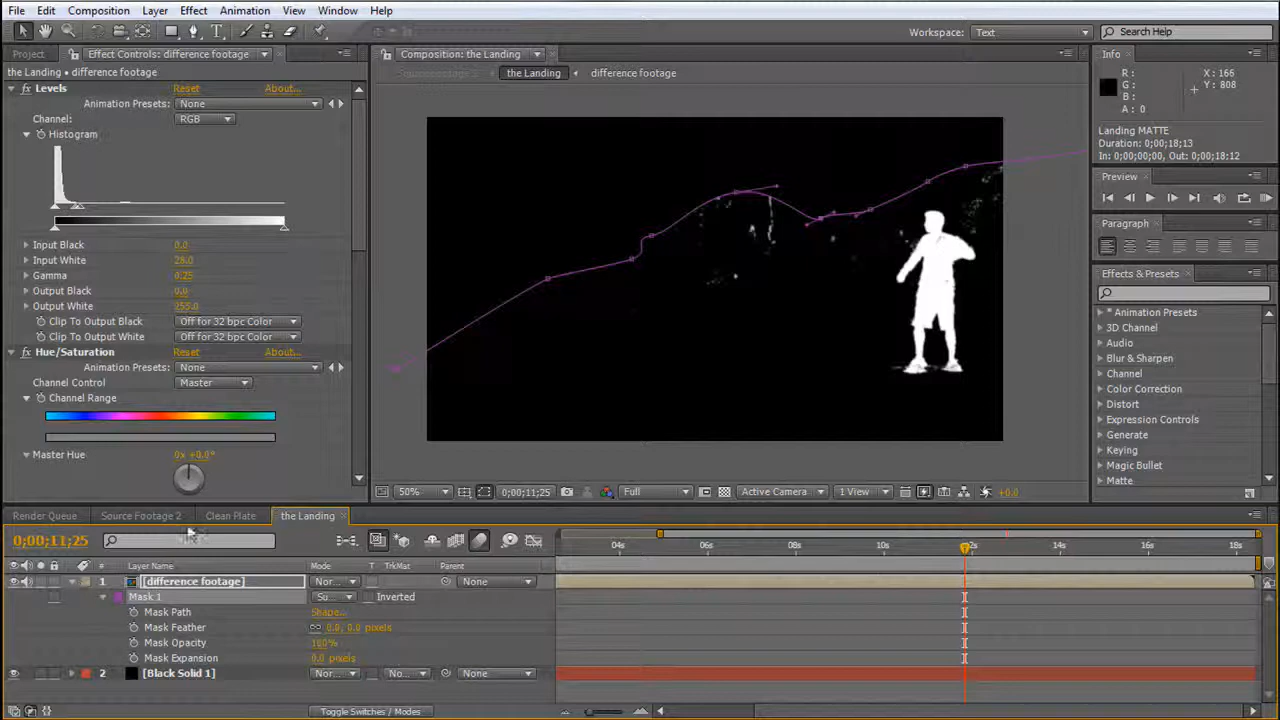 File Edit Composition Layer Effect Animation View Window Help
Workspace: Text Search Help
Project Effect Controls: difference footage
Composition: the Landing
Info
the Landing • difference footage
the Landing difference footage
R:
G:
B:
A: 0
X: 166
Y: 808
Levels Reset About...
Animation Presets: None
Channel: RGB
Histogram
Landing MATTE
Duration: 0;00;18;13
In: 0;00;00;00, Out: 0;00;18;12
Preview
Paragraph
Input Black 0.0
Input White 28.0
Gamma 0.25
Output Black 0.0
Output White 255.0
Clip To Output Black Off for 32 bpc Color
Clip To Output White Off for 32 bpc Color
Hue/Saturation Reset About...
Animation Presets: None
Channel Control Master
Channel Range
Master Hue 0x +0.0°
Effects & Presets
* Animation Presets
3D Channel
Audio
Blur & Sharpen
Channel
Color Correction
Distort
Expression Controls
Generate
Keying
Magic Bullet
Matte
50% 0;00;11;25 Full Active Camera 1 View +0.0
Render Queue Source Footage 2 Clean Plate the Landing
0;00;11;25
04s 06s 08s 10s 12s 14s 16s 18s
# Layer Name Mode T TrkMat Parent
1 [difference footage] Nor... None
Mask 1 Su... Inverted
Mask Path Shape...
Mask Feather 0.0, 0.0 pixels
Mask Opacity 100%
Mask Expansion 0.0 pixels
2 [Black Solid 1] Nor... No... None
Toggle Switches / Modes